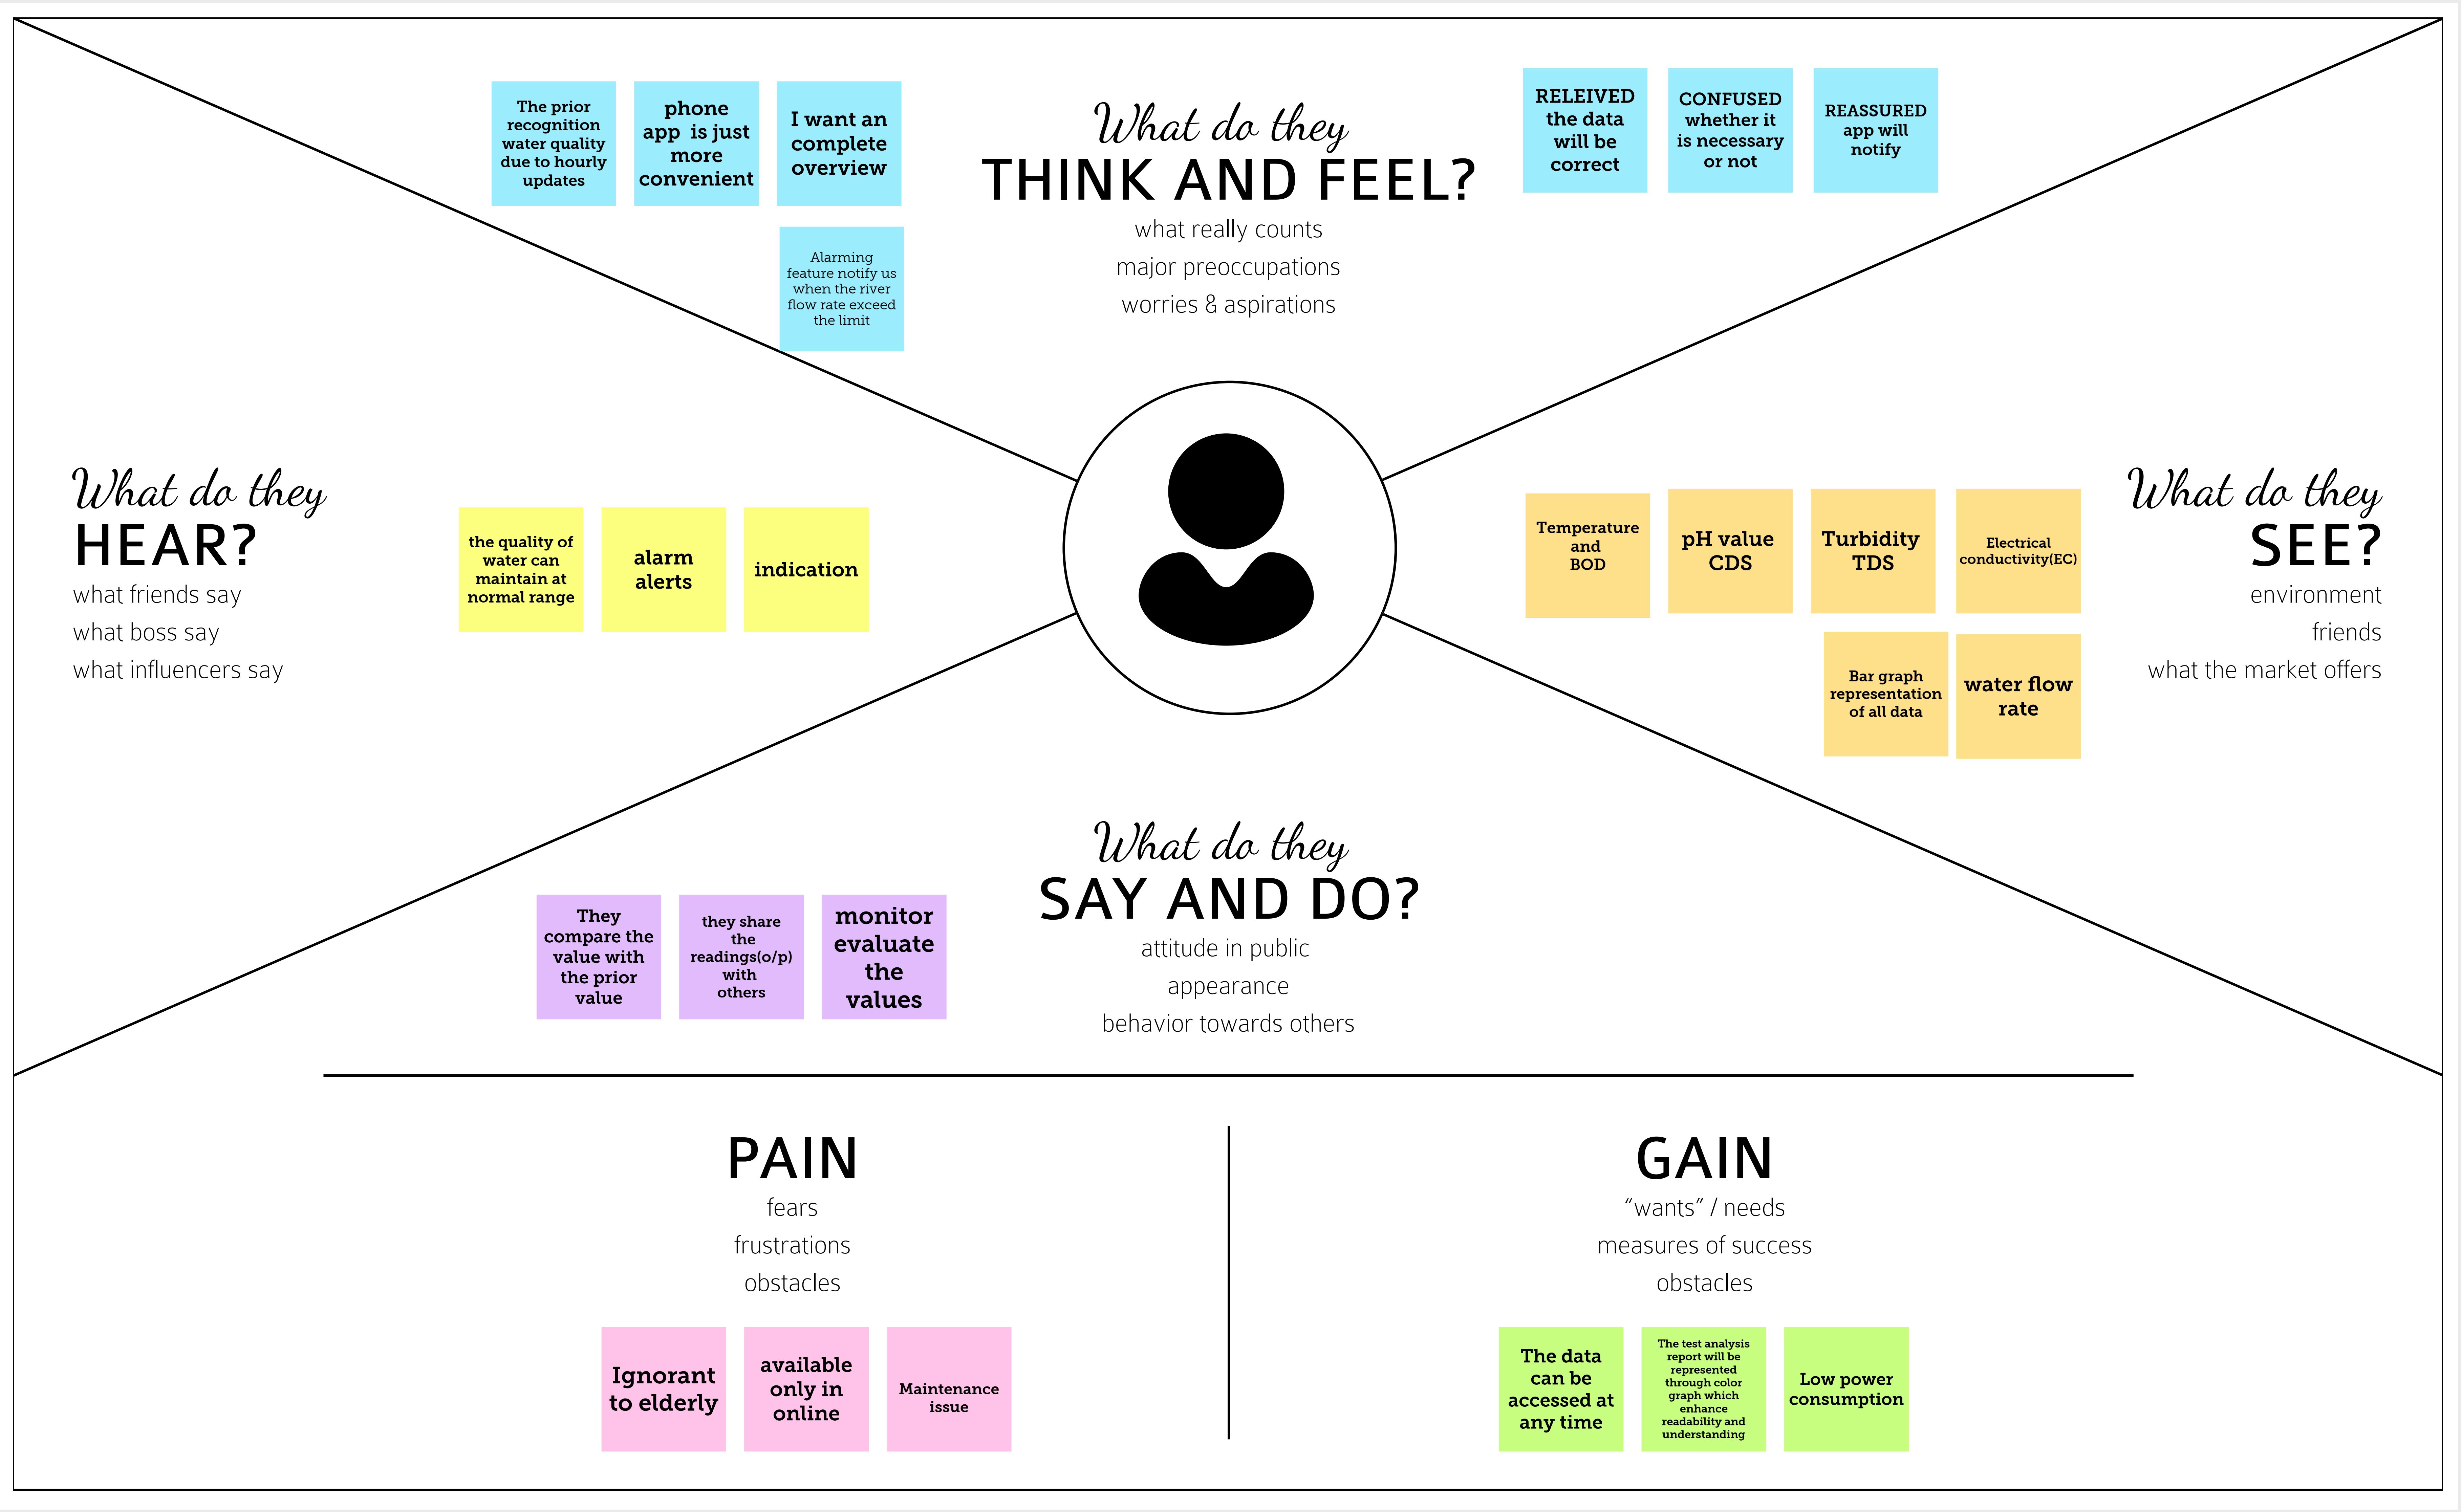 The prior
recognition
water quality
due to hourly
updates
phone
app is just
more
convenient
I want an
complete
overview
Alarming
feature notify us
when the river
flow rate exceed
the limit
What do they
THINK AND FEEL?
what really counts
major preoccupations
worries & aspirations
RELEIVED
the data
will be
correct
CONFUSED
whether it
is necessary
or not
REASSURED
app will
notify
What do they
HEAR?
what friends say
what boss say
what influencers say
the quality of
water can
maintain at
normal range
alarm
alerts
indication
Temperature
and
BOD
pH value
CDS
Turbidity
TDS
Electrical
conductivity(EC)
Bar graph
representation
of all data
water flow
rate
What do they
SEE?
environment
friends
what the market offers
They
compare the
value with
the prior
value
they share
the
readings(o/p)
with
others
monitor
evaluate
the
values
What do they
SAY AND DO?
attitude in public
appearance
behavior towards others
PAIN
fears
frustrations
obstacles
Ignorant
to elderly
available
only in
online
Maintenance
issue
GAIN
“wants” / needs
measures of success
obstacles
The data
can be
accessed at
any time
The test analysis
report will be
represented
through color
graph which
enhance
readability and
understanding
Low power
consumption